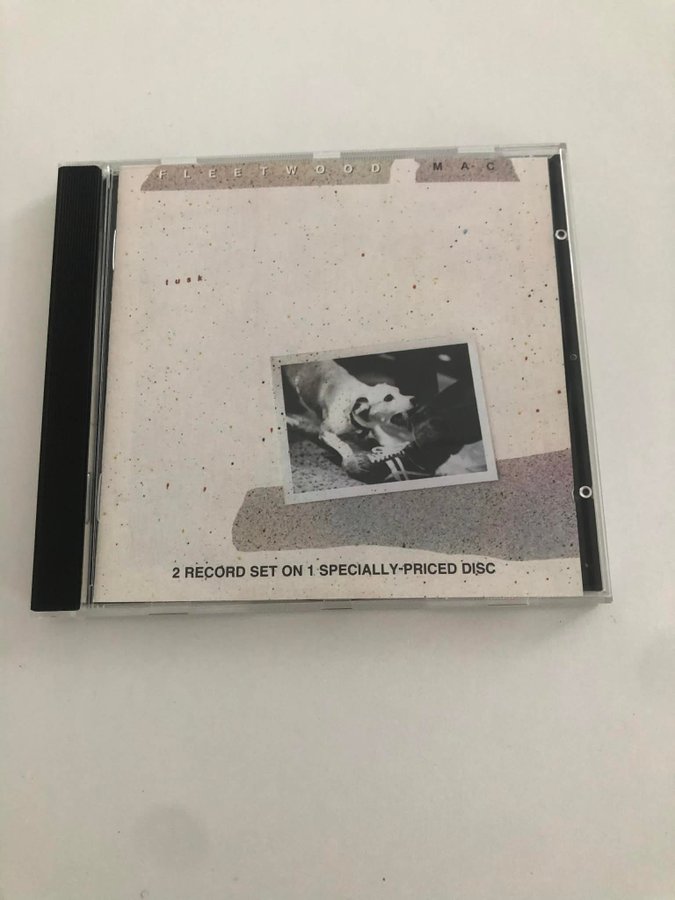 FLEETWOOD MAC
tusk
2 RECORD SET ON 1 SPECIALLY-PRICED DISC